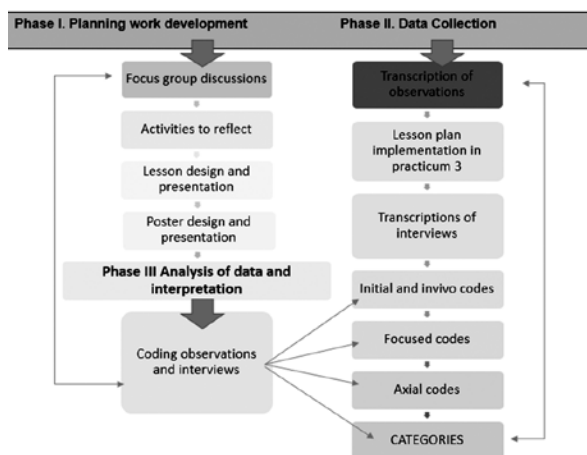 Phase I. Planning work development
Phase II. Data Collection
Focus group discussions
Activities to reflect
Lesson design and
presentation
Poster design and
presentation
Phase III Analysis of data and
interpretation
Coding observations
and interviews
Transcription of
observations
Lesson plan
implementation in
practicum 3
Transcriptions of
interviews
Initial and invivo codes
Focused codes
Axial codes
CATEGORIES